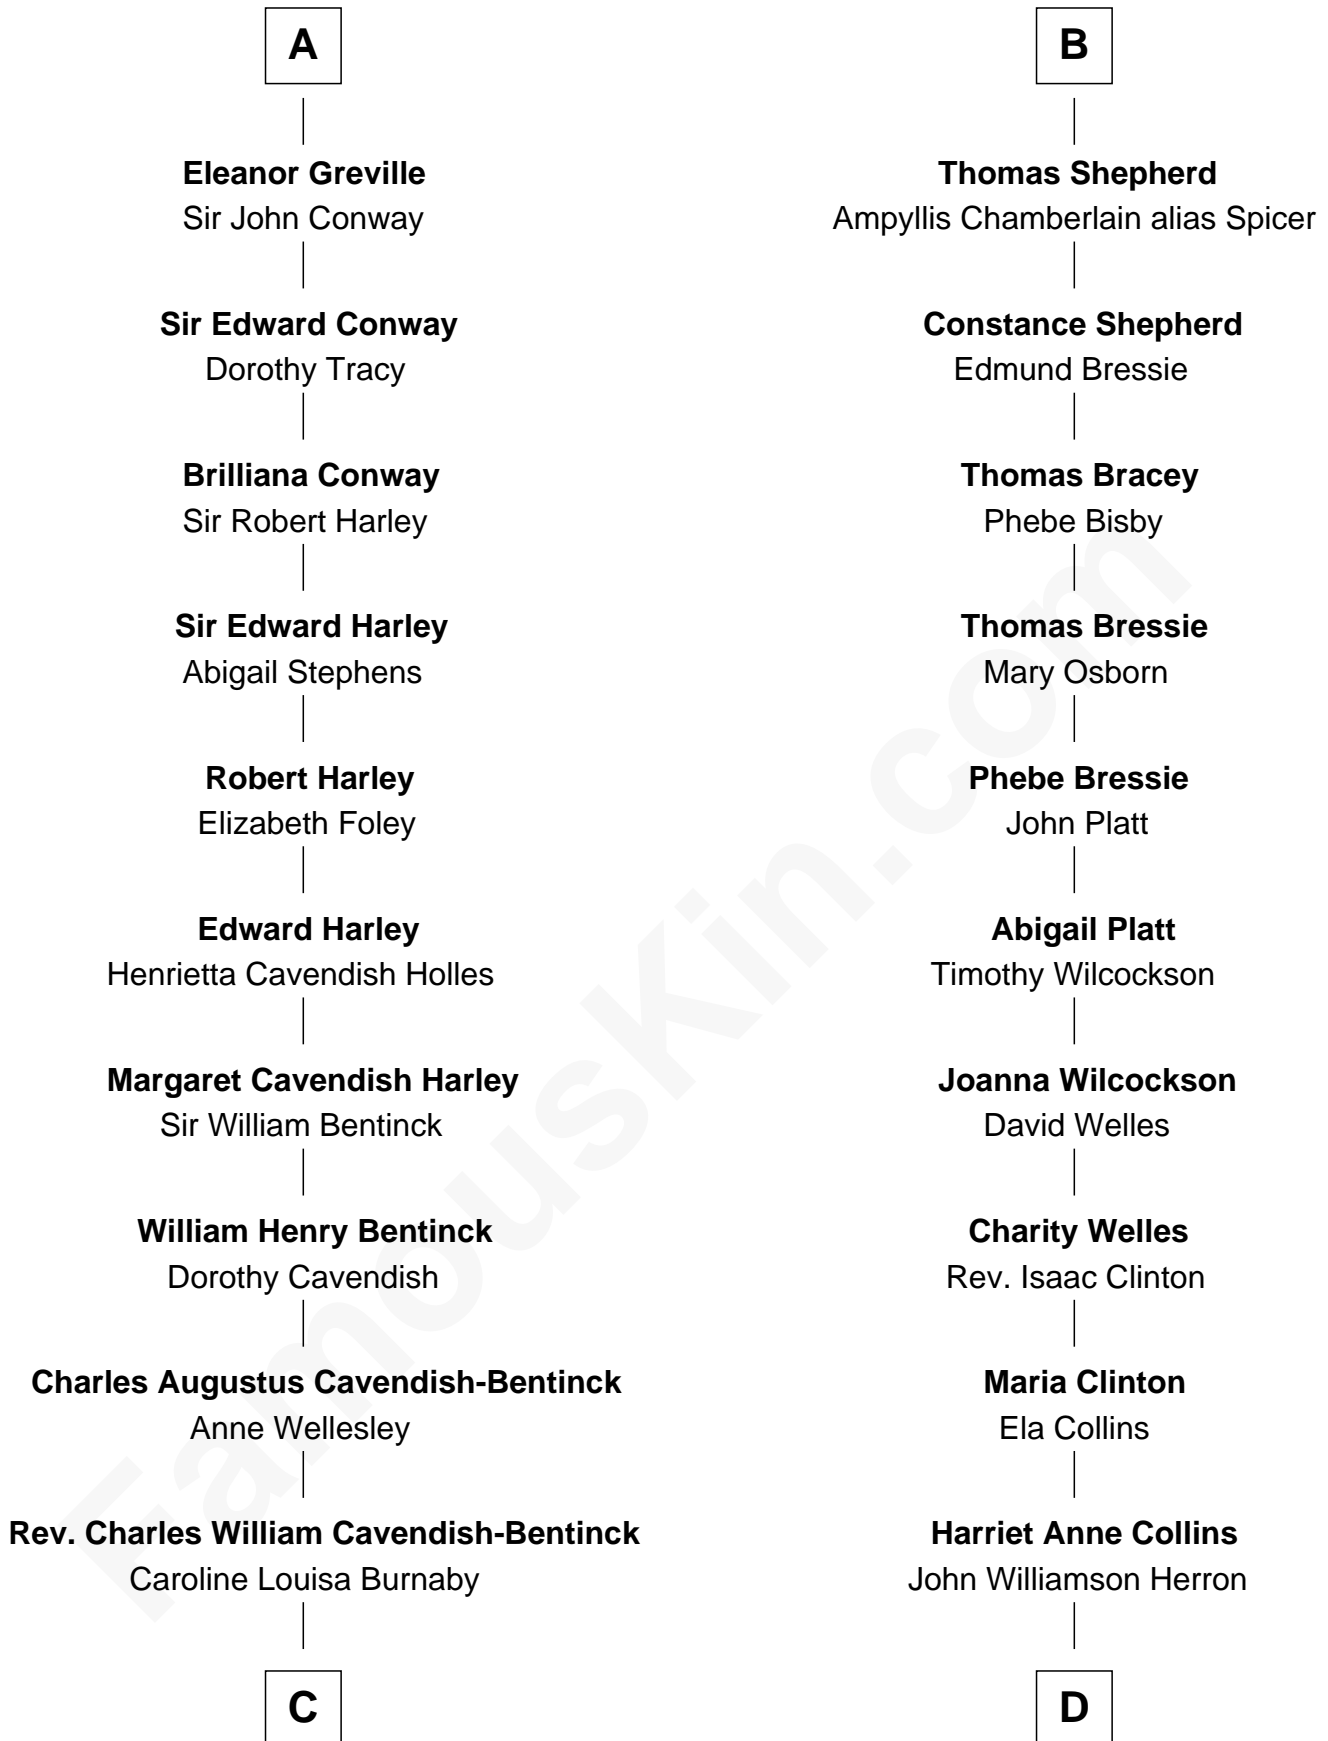 A
Eleanor Greville
Sir John Conway
Sir Edward Conway
Dorothy Tracy
Brilliana Conway
Sir Robert Harley
Sir Edward Harley
Abigail Stephens
Robert Harley
Elizabeth Foley
Edward Harley
Henrietta Cavendish Holles
Margaret Cavendish Harley
Sir William Bentinck
William Henry Bentinck
Dorothy Cavendish
Charles Augustus Cavendish-Bentinck
Anne Wellesley
Rev. Charles William Cavendish-Bentinck
Caroline Louisa Burnaby
C
B
Thomas Shepherd
Ampyllis Chamberlain alias Spicer
Constance Shepherd
Edmund Bressie
Thomas Bracey
Phebe Bisby
Thomas Bressie
Mary Osborn
Phebe Bressie
John Platt
Abigail Platt
Timothy Wilcockson
Joanna Wilcockson
David Welles
Charity Welles
Rev. Isaac Clinton
Maria Clinton
Ela Collins
Harriet Anne Collins
John Williamson Herron
D
FamousKin.com